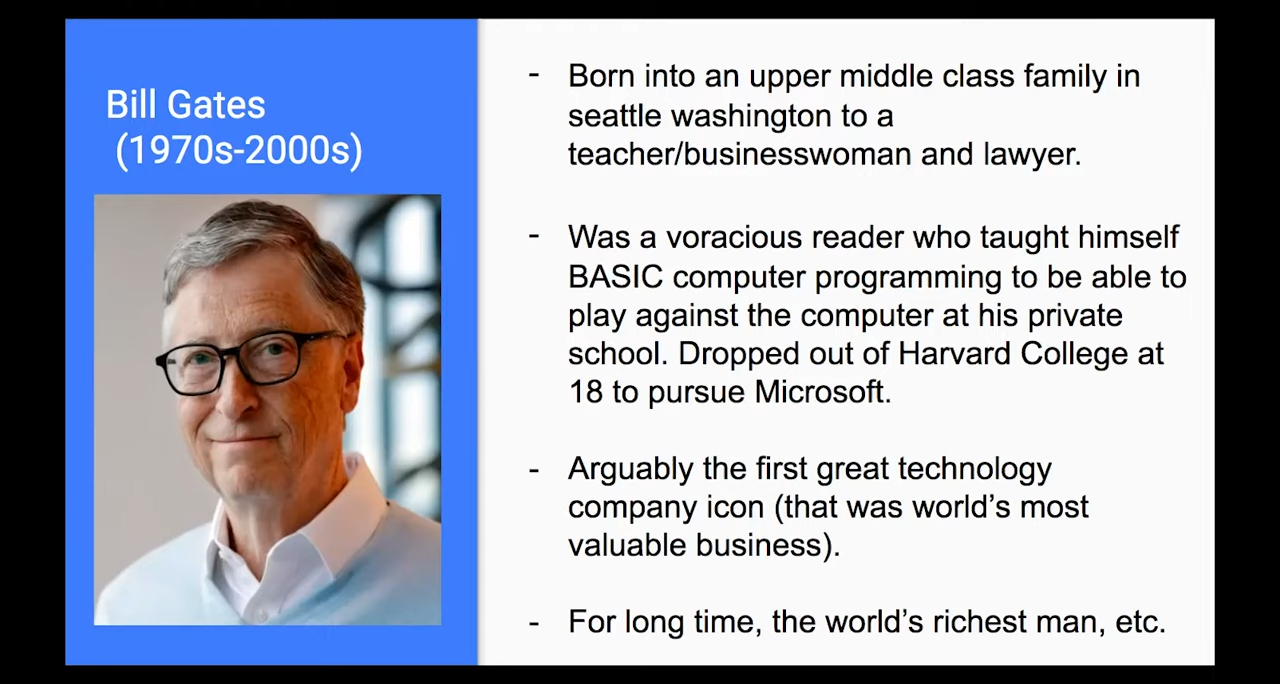 Bill Gates
(1970s-2000s)
- Born into an upper middle class family in
seattle washington to a
teacher/businesswoman and lawyer.
- Was a voracious reader who taught himself
BASIC computer programming to be able to
play against the computer at his private
school. Dropped out of Harvard College at
18 to pursue Microsoft.
- Arguably the first great technology
company icon (that was world’s most
valuable business).
- For long time, the world’s richest man, etc.